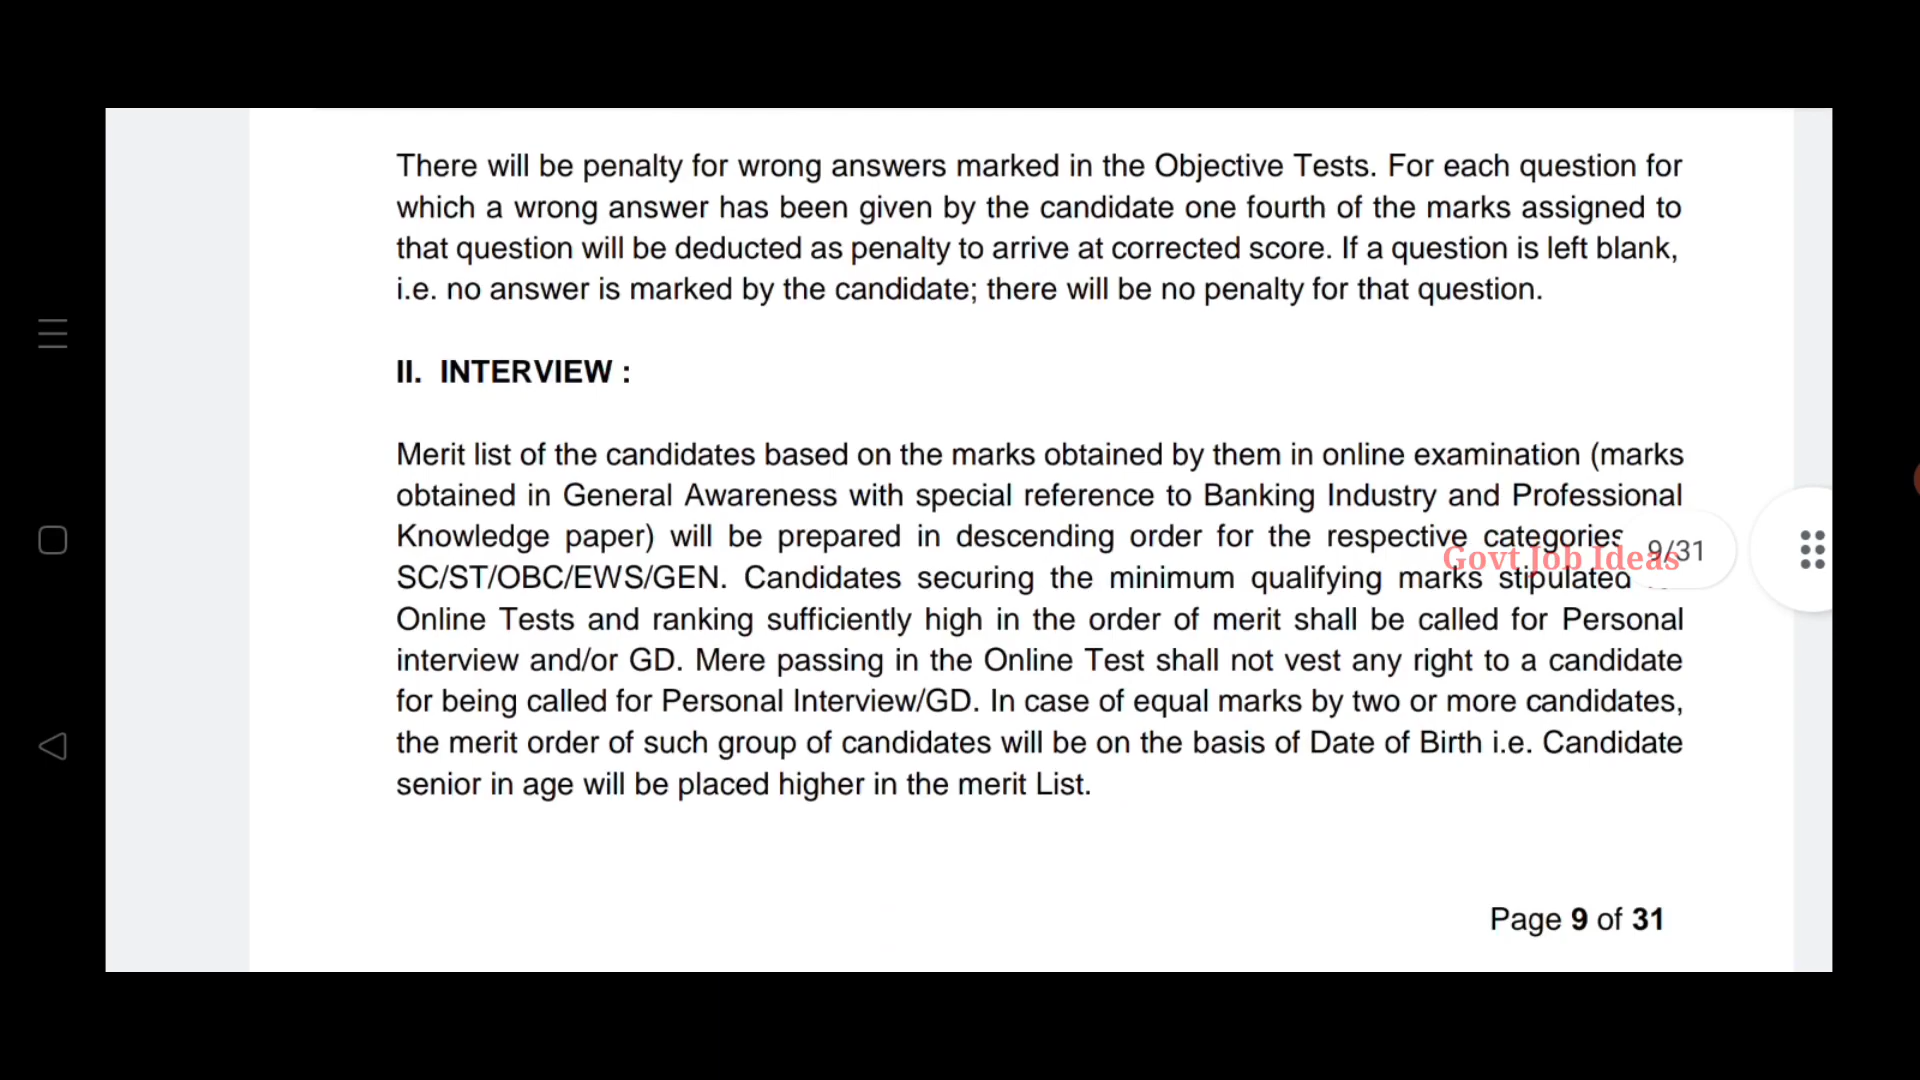 There will be penalty for wrong answers marked in the Objective Tests. For each question for
which a wrong answer has been given by the candidate one fourth of the marks assigned to
that question will be deducted as penalty to arrive at corrected score. If a question is left blank,
i.e. no answer is marked by the candidate; there will be no penalty for that question.
II. INTERVIEW :
Merit list of the candidates based on the marks obtained by them in online examination (marks
obtained in General Awareness with special reference to Banking Industry and Professional
Knowledge paper) will be prepared in descending order for the respective categories
9/31
Govt Job Ideas
SC/ST/OBC/EWS/GEN. Candidates securing the minimum qualifying marks stipulated
Online Tests and ranking sufficiently high in the order of merit shall be called for Personal
interview and/or GD. Mere passing in the Online Test shall not vest any right to a candidate
for being called for Personal Interview/GD. In case of equal marks by two or more candidates,
the merit order of such group of candidates will be on the basis of Date of Birth i.e. Candidate
senior in age will be placed higher in the merit List.
Page 9 of 31